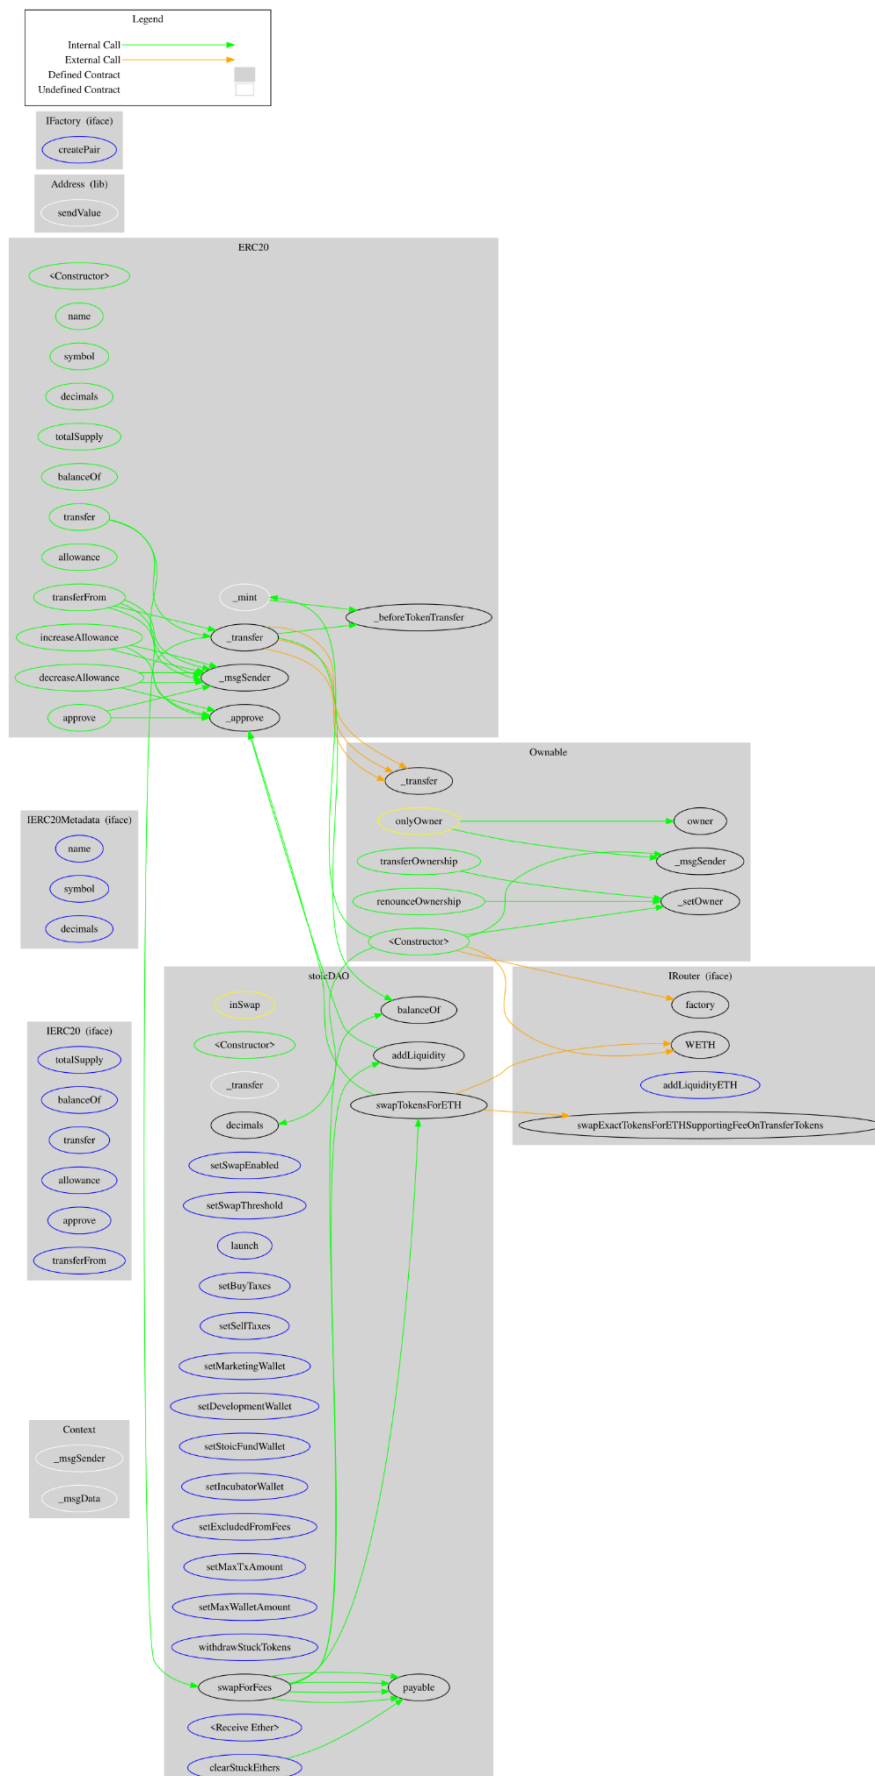 Legend
Internal Call
External Call
Defined Contract
Undefined Contract
IFactory (iface)
createPair
Address (lib)
sendValue
ERC20
<Constructor>
name
symbol
decimals
totalSupply
balanceOf
transfer
allowance
transferFrom
increaseAllowance
decreaseAllowance
approve
_mint
_transfer
_msgSender
_approve
_beforeTokenTransfer
Ownable
_transfer
onlyOwner
transferOwnership
renounceOwnership
<Constructor>
owner
_msgSender
_setOwner
IERC20Metadata (iface)
name
symbol
decimals
stoicDAO
inSwap
<Constructor>
_transfer
decimals
setSwapEnabled
setSwapThreshold
launch
setBuyTaxes
setSellTaxes
setMarketingWallet
setDevelopmentWallet
setStoicFundWallet
setIncubatorWallet
setExcludedFromFees
setMaxTxAmount
setMaxWalletAmount
withdrawStuckTokens
swapForFees
<Receive Ether>
clearStuckEthers
balanceOf
addLiquidity
swapTokensForETH
payable
IRouter (iface)
factory
WETH
addLiquidityETH
swapExactTokensForETHSupportingFeeOnTransferTokens
IERC20 (iface)
totalSupply
balanceOf
transfer
allowance
approve
transferFrom
Context
_msgSender
_msgData